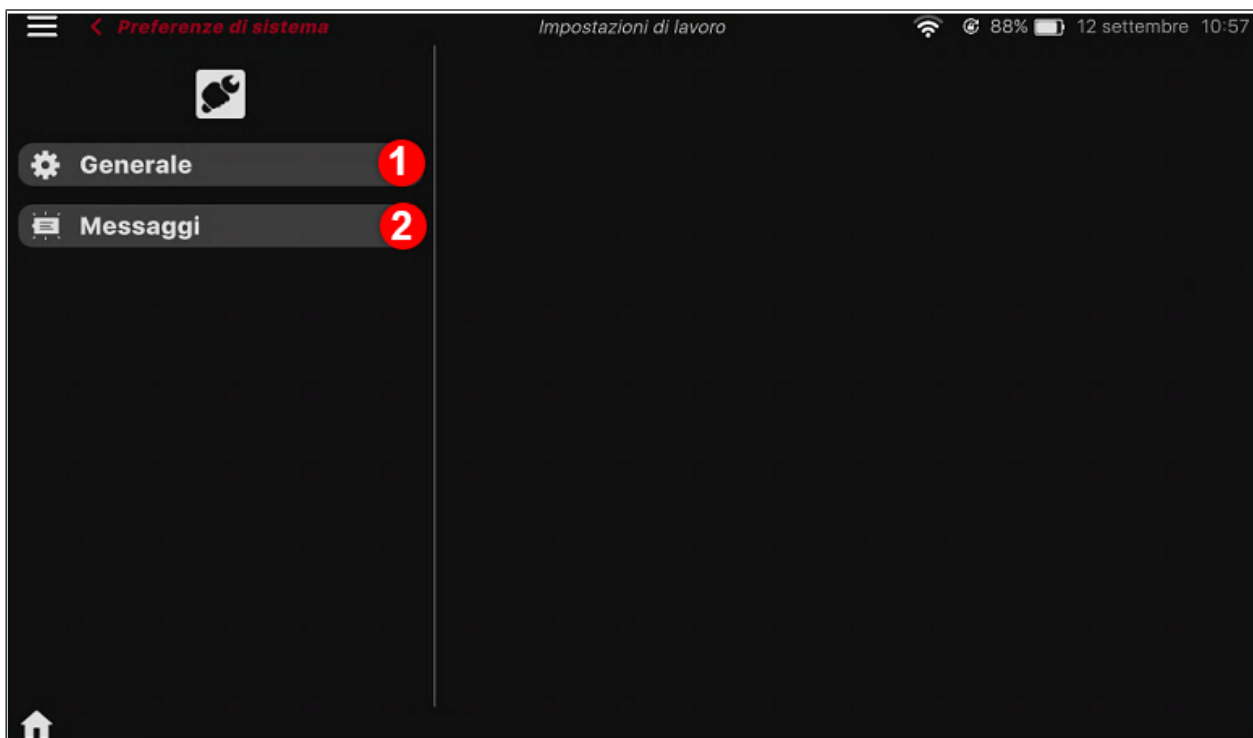 Preferenze di sistema Impostazioni di lavoro 88% 12 settembre 10:57
Generale 1
Messaggi 2